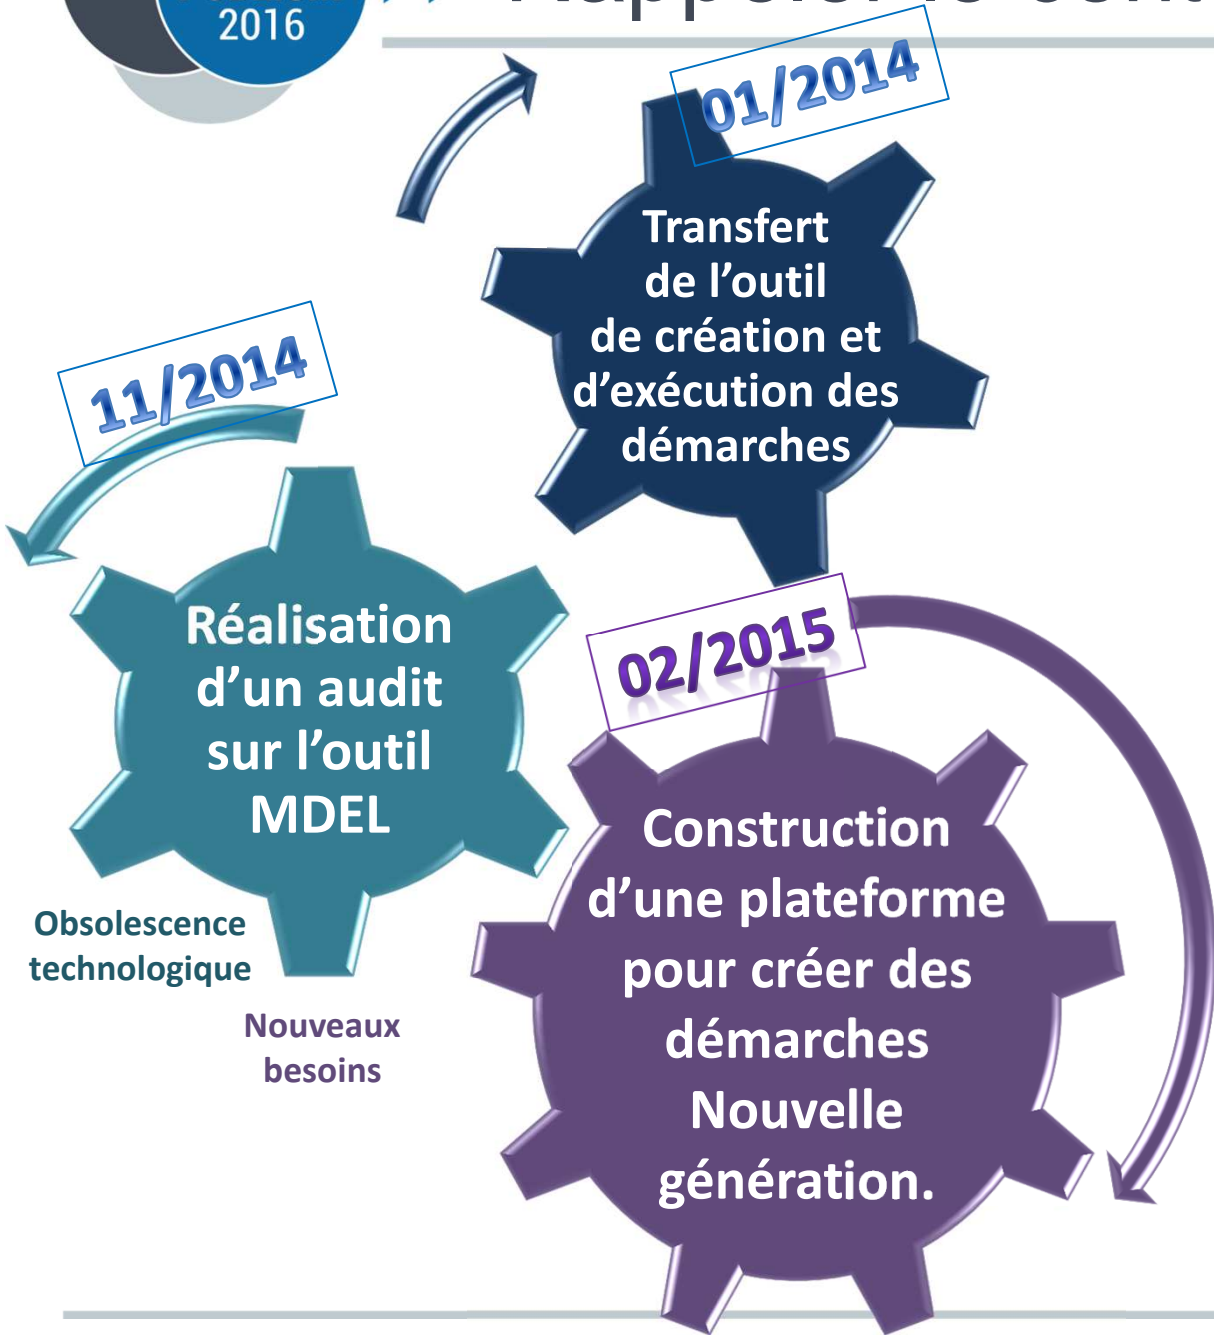 2016
01/2014
Transfert
de l’outil
de création et
d’exécution des
démarches
11/2014
Réalisation
d’un audit
sur l’outil
MDEL
Obsolescence
technologique
Nouveaux
besoins
02/2015
Construction
d’une plateforme
pour créer des
démarches
Nouvelle
génération.